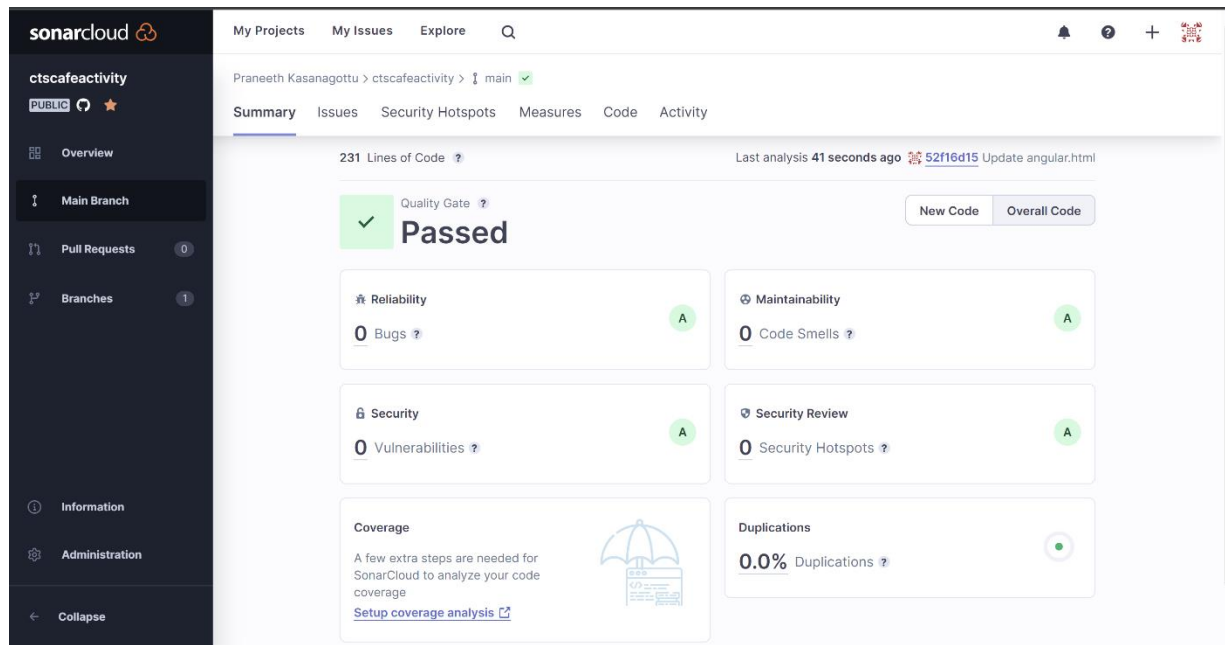 sonarcloud
My Projects My Issues Explore
ctscafeactivity
PUBLIC
Overview
Main Branch
Pull Requests 0
Branches 1
Information
Administration
Collapse
Praneeth Kasanagottu > ctscafeactivity > main
Summary Issues Security Hotspots Measures Code Activity
231 Lines of Code ?
Last analysis 41 seconds ago 52f16d15 Update angular.html
Quality Gate ?
Passed
New Code Overall Code
Reliability
0 Bugs ?
A
Maintainability
0 Code Smells ?
A
Security
0 Vulnerabilities ?
A
Security Review
0 Security Hotspots ?
A
Coverage
A few extra steps are needed for
SonarCloud to analyze your code
coverage
Setup coverage analysis
Duplications
0.0% Duplications ?